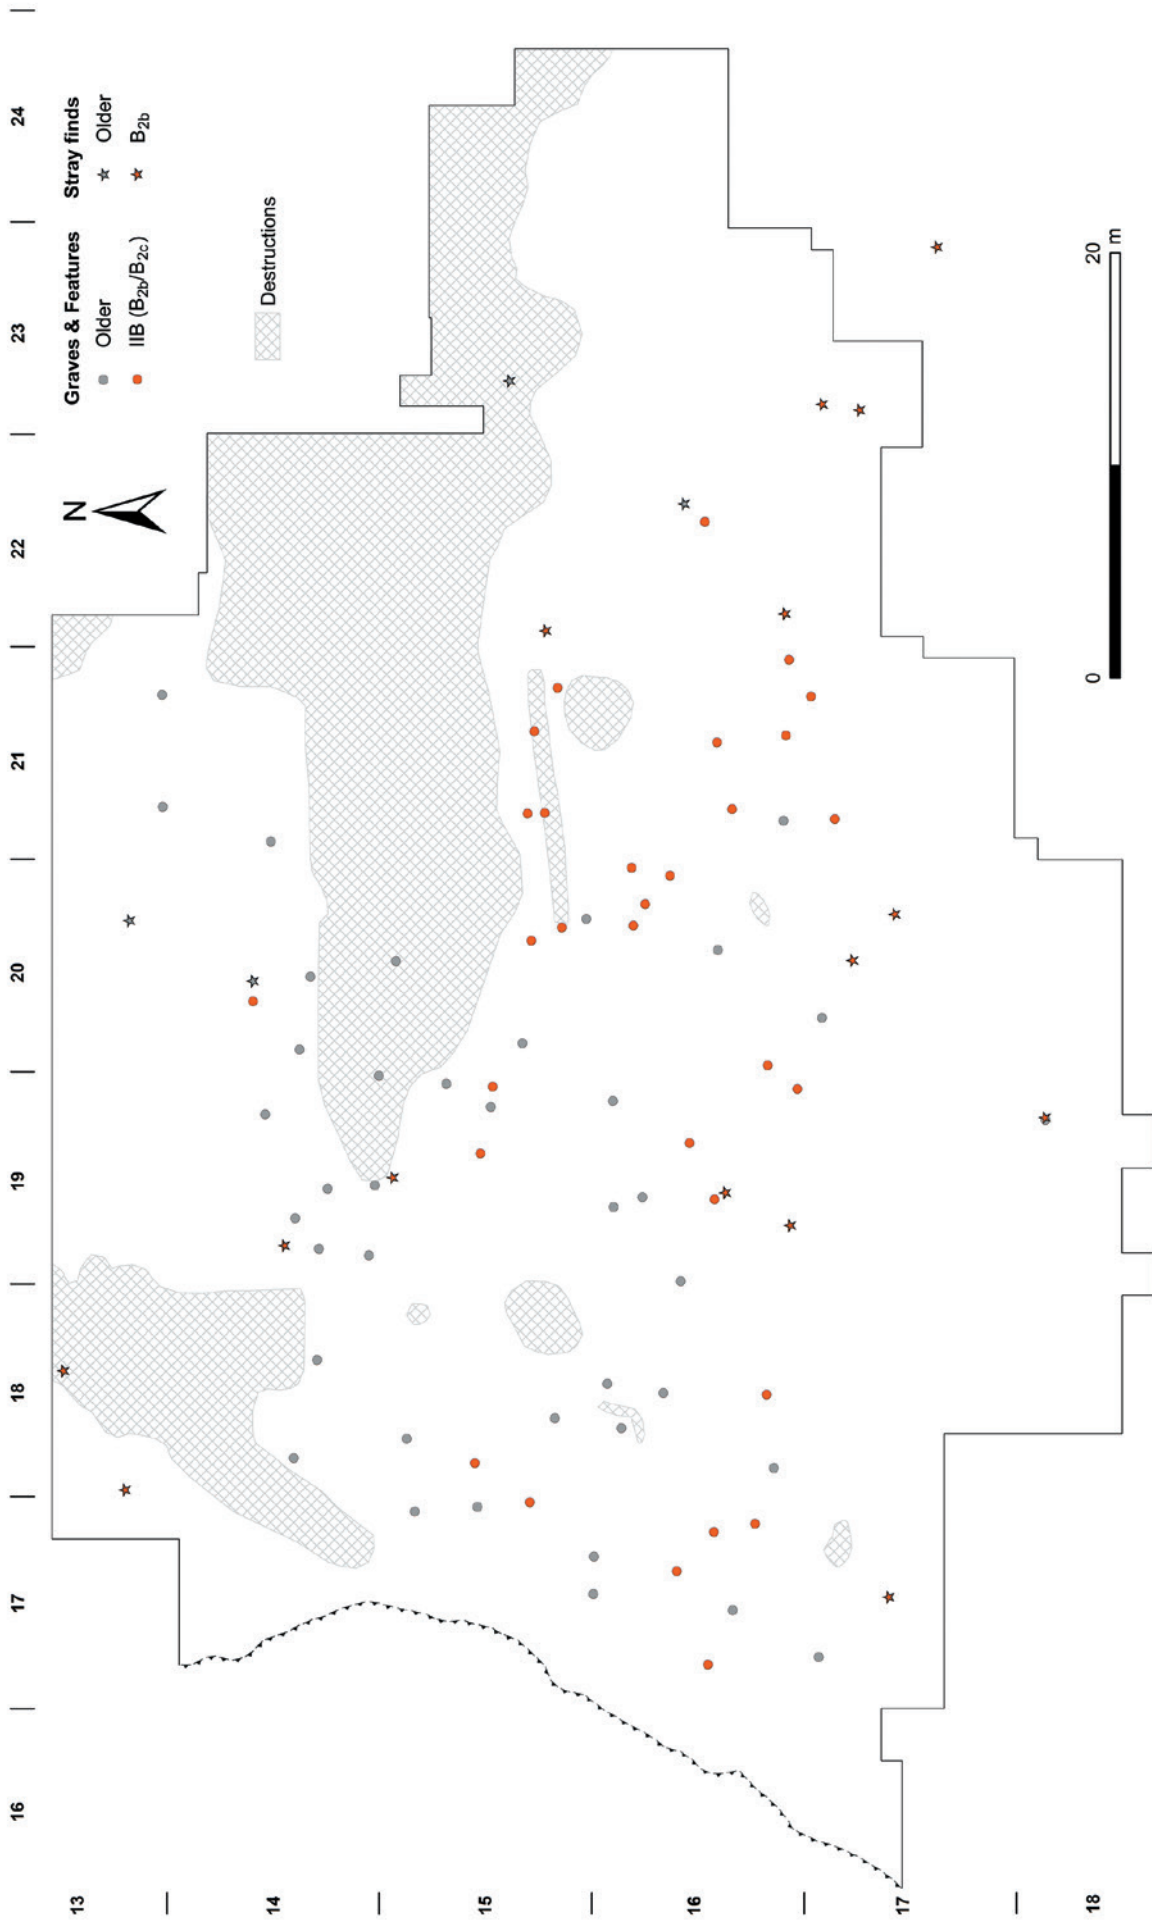 16 17 18 19 20 21 22 23 24
13
14
15
16
17
18
N
Graves & Features Stray finds
Older Older
IIB (B2b/B2c) B2b
Destructions
0 20 m